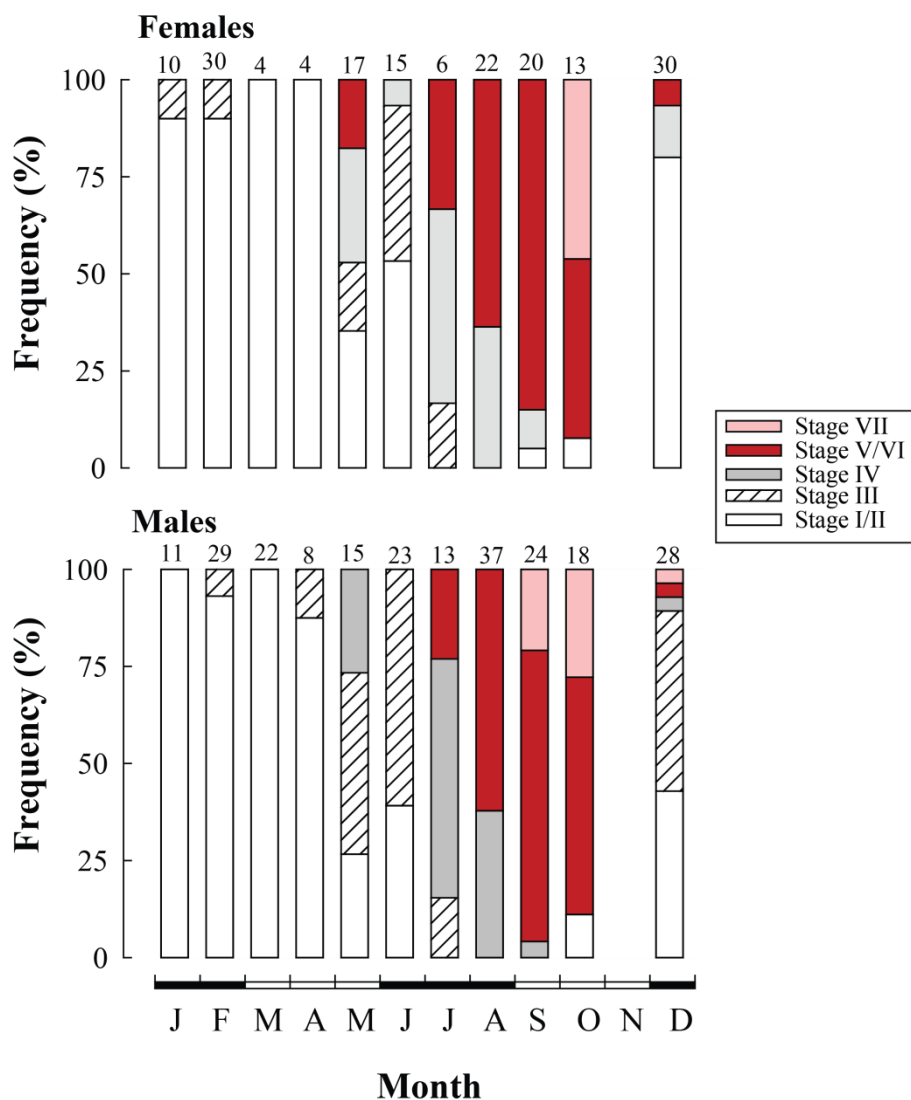 Females
10 30 4 4 17 15 6 22 20 13 30
100
75
50
25
0
Frequency (%)
Stage VII
Stage V/VI
Stage IV
Stage III
Stage I/II
Males
11 29 22 8 15 23 13 37 24 18 28
100
75
50
25
0
Frequency (%)
J F M A M J J A S O N D
Month